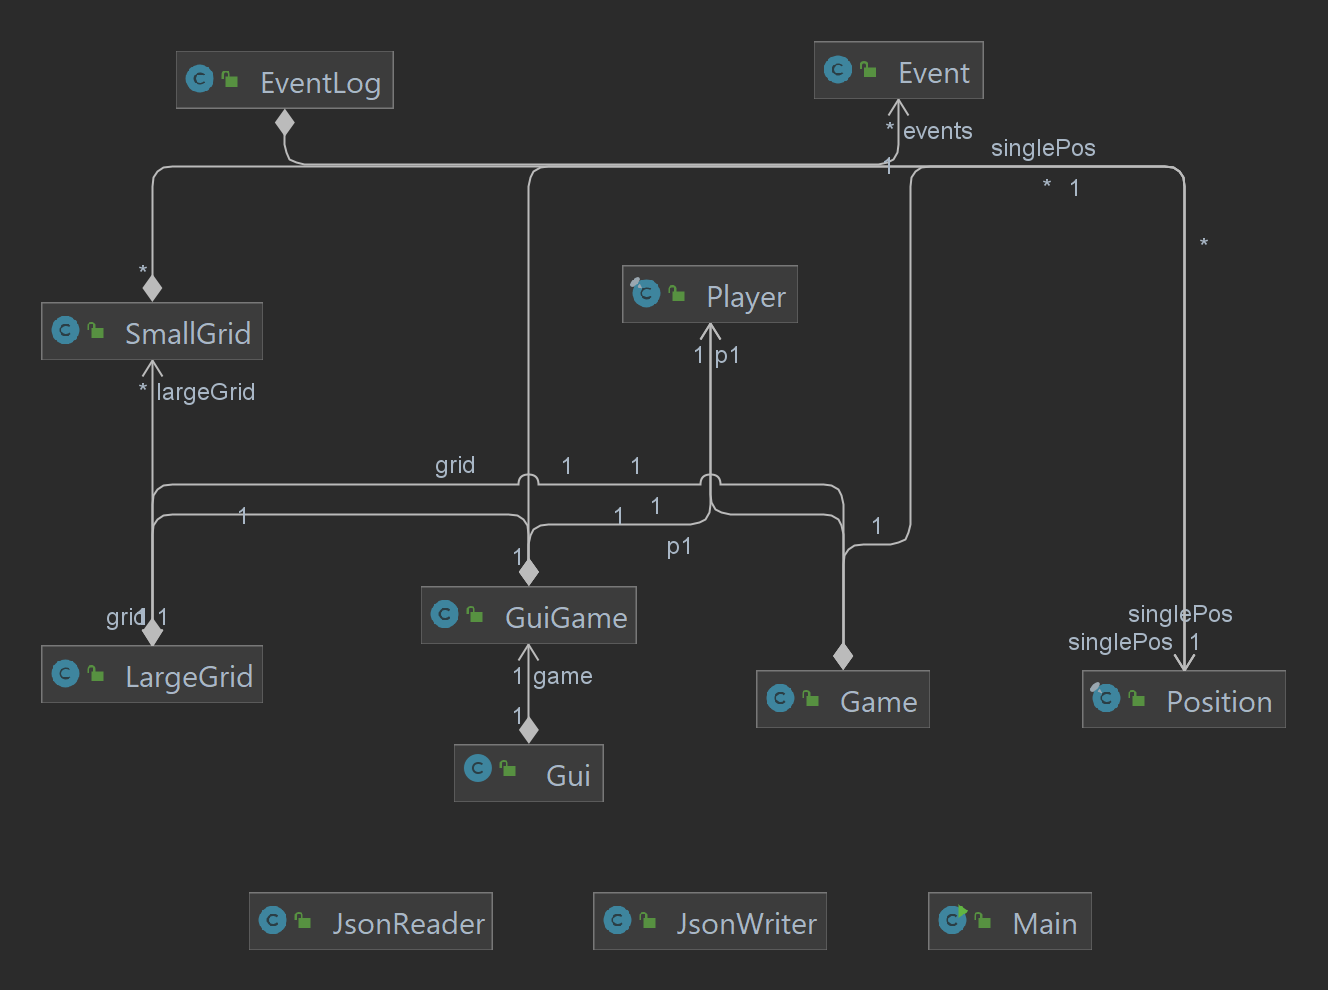 EventLog
Event
* events
1
singlePos
* 1
*
*
Player
SmallGrid
1 p1
* largeGrid
grid 1 1
1
1 1
1
p1
1
grid 1 1
singlePos
GuiGame
singlePos 1
LargeGrid
1 game
Game
Position
1
Gui
JsonReader
JsonWriter
Main